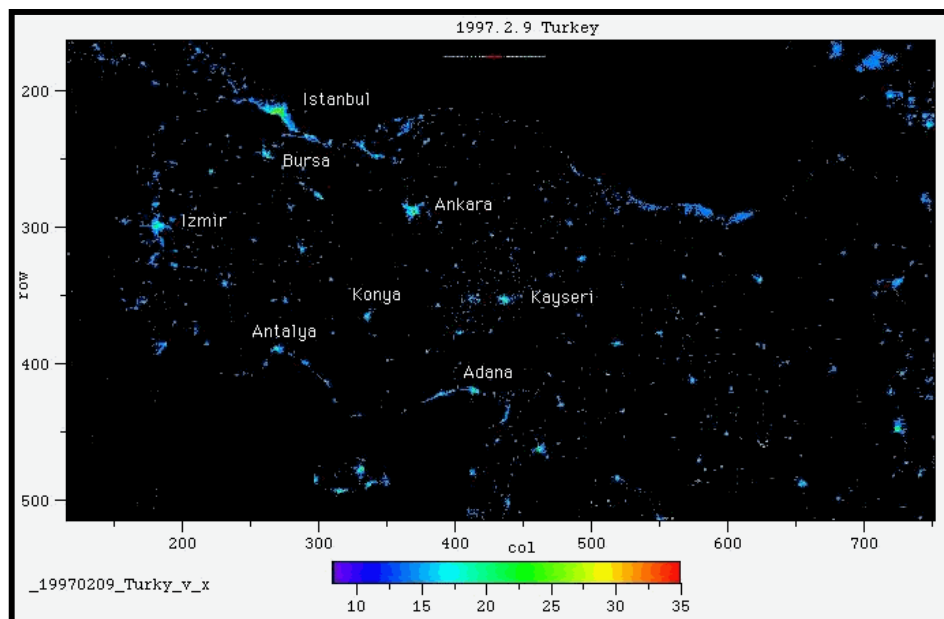 1997.2.9 Turkey
200
Istanbul
Bursa
Ankara
300
Izmir
row
Konya
Kayseri
Antalya
400
Adana
500
200
300
400
500
600
700
col
_19970209_Turky_v_x
10
15
20
25
30
35